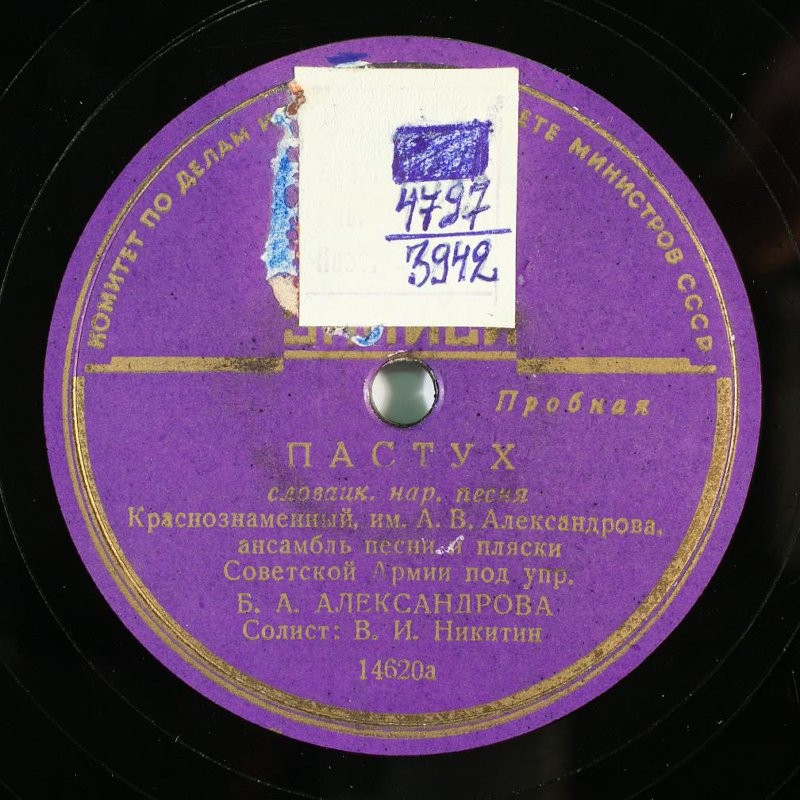 КОМИТЕТ ПО ДЕЛАМ И ЕТЕ МИНИСТРОВ СССР
4797
3942
Пробная
ПАСТУХ
словацк. нар. песня
Краснознаменный, им. А. В. Александрова,
ансамбль песни и пляски
Советской Армии под упр.
Б. А. АЛЕКСАНДРОВА
Солист: В. И. Никитин
14620а